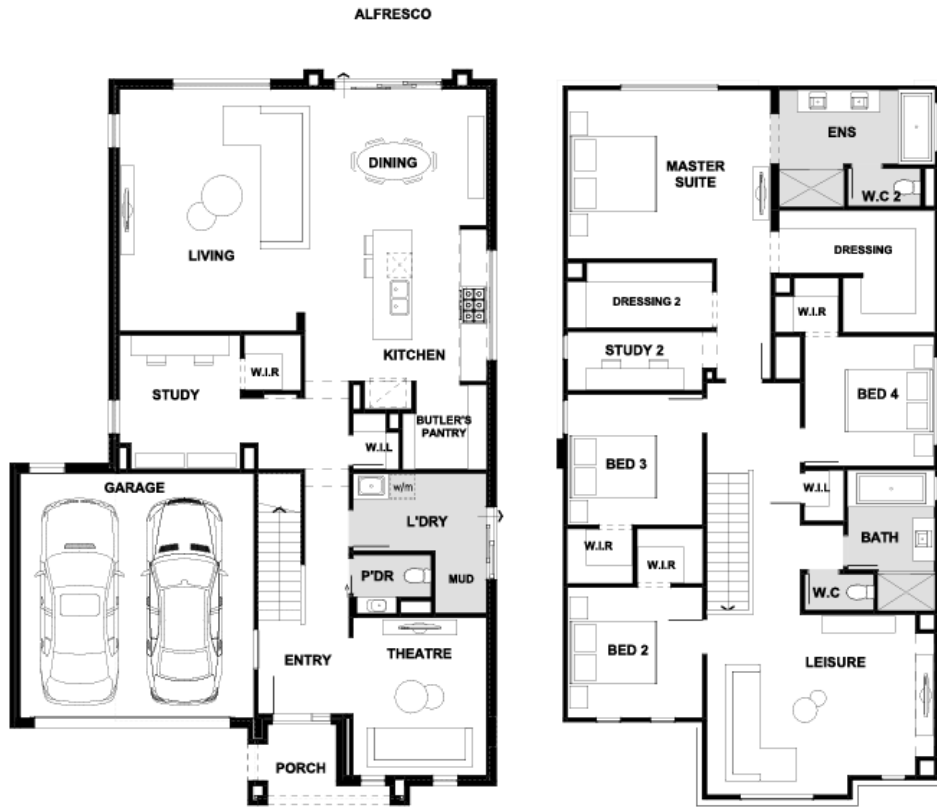 ALFRESCO
DINING
LIVING
KITCHEN
W.I.R
STUDY
BUTLER'S
PANTRY
W.I.L
GARAGE
w/m
L'DRY
P'DR
MUD
ENTRY
THEATRE
PORCH
ENS
MASTER
SUITE
W.C 2
DRESSING
DRESSING 2
W.I.R
STUDY 2
BED 4
BED 3
W.I.L
BATH
W.I.R
W.I.R
W.C
BED 2
LEISURE